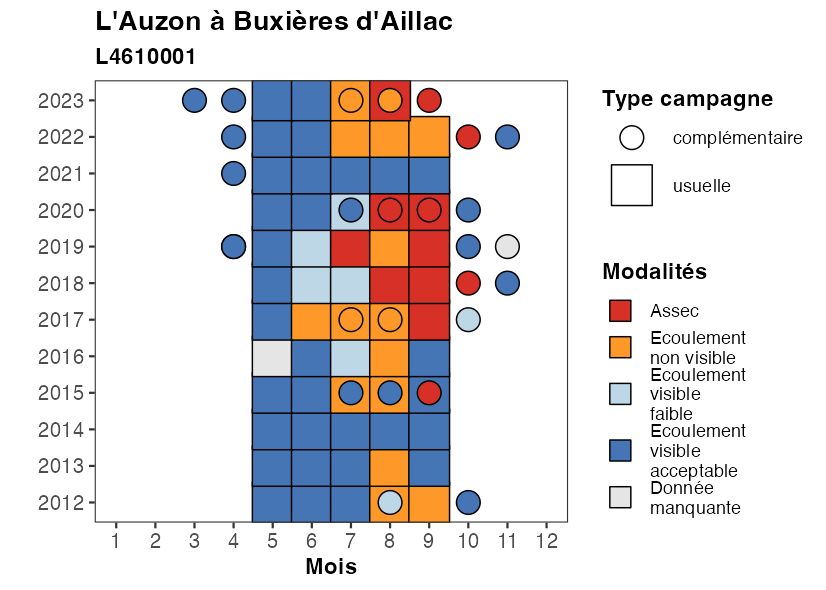 L'Auzon à Buxières d'Aillac
L4610001
2023
2022
2021
2020
2019
2018
2017
2016
2015
2014
2013
2012
1 2 3 4 5 6 7 8 9 10 11 12
Mois
Type campagne
complémentaire
usuelle
Modalités
Assec
Ecoulement
non visible
Ecoulement
visible
faible
Ecoulement
visible
acceptable
Donnée
manquante